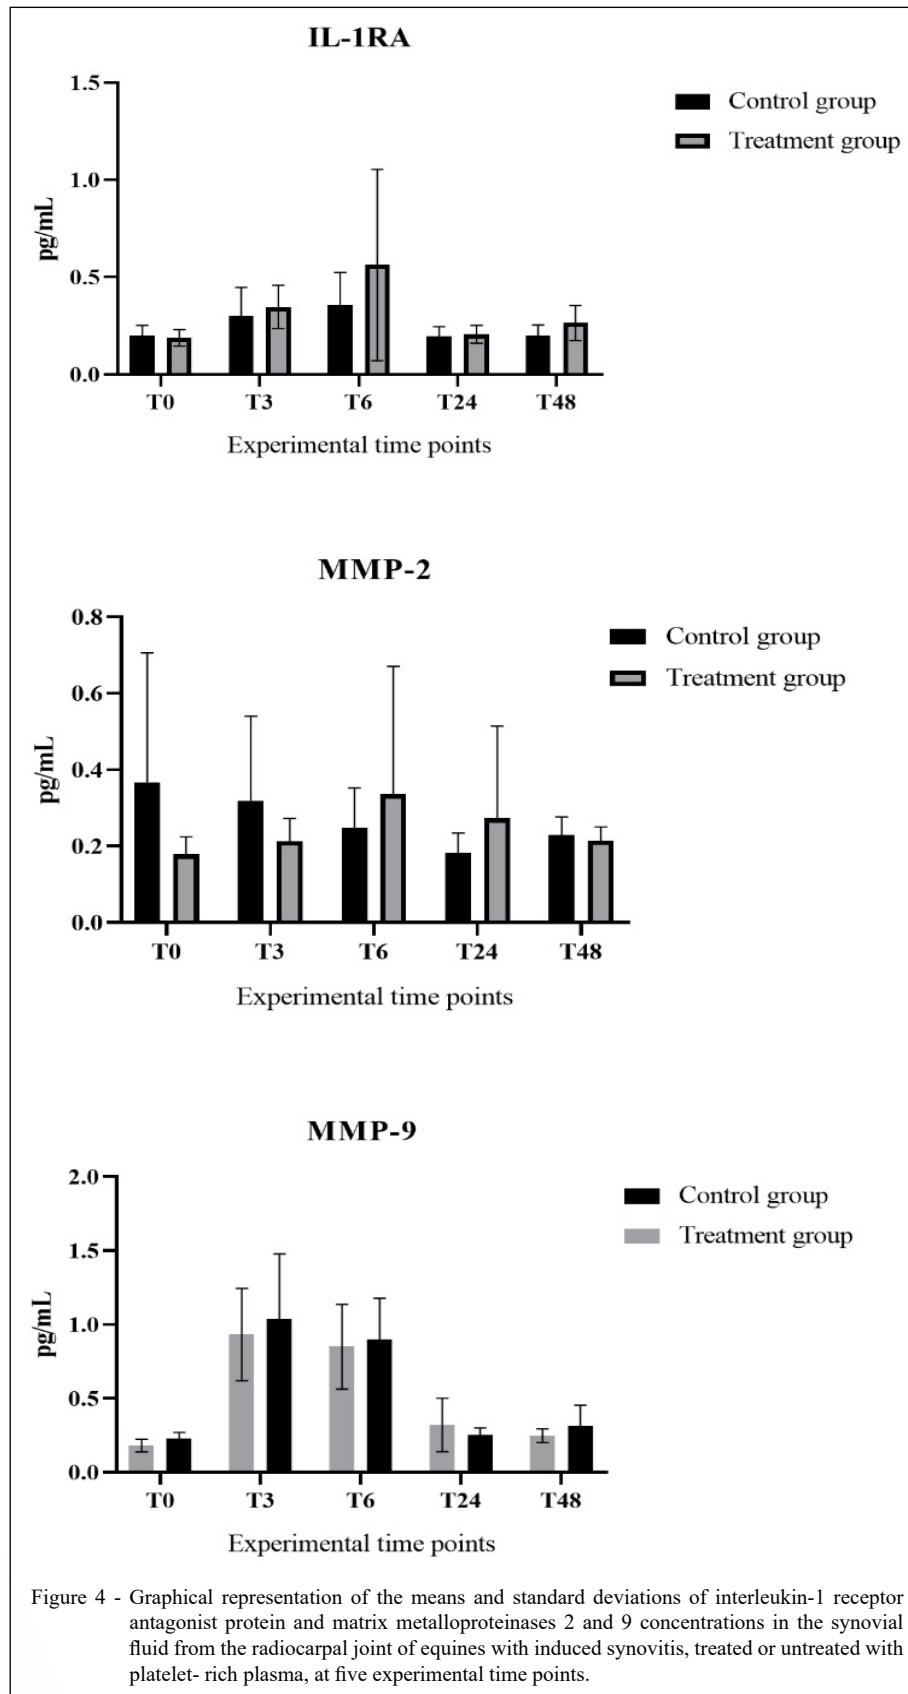 IL-1RA
1.5
1.0
0.5
0.0
pg/mL
Control group
Treatment group
T0 T3 T6 T24 T48
Experimental time points
MMP-2
0.8
0.6
0.4
0.2
0.0
pg/mL
Control group
Treatment group
T0 T3 T6 T24 T48
Experimental time points
MMP-9
2.0
1.5
1.0
0.5
0.0
pg/mL
Control group
Treatment group
T0 T3 T6 T24 T48
Experimental time points
Figure 4 - Graphical representation of the means and standard deviations of interleukin-1 receptor
antagonist protein and matrix metalloproteinases 2 and 9 concentrations in the synovial
fluid from the radiocarpal joint of equines with induced synovitis, treated or untreated with
platelet- rich plasma, at five experimental time points.